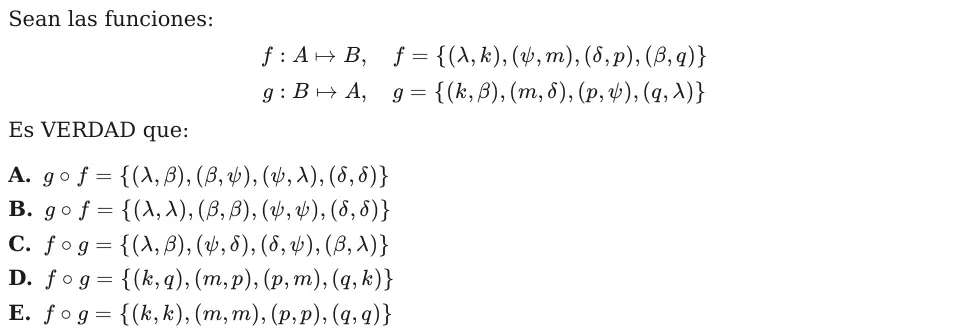 Sean las funciones:
f : A ↦ B, f = {(λ, k), (ψ, m), (δ, p), (β, q)}
g : B ↦ A, g = {(k, β), (m, δ), (p, ψ), (q, λ)}
Es VERDAD que:
A. g ∘ f = {(λ, β), (β, ψ), (ψ, λ), (δ, δ)}
B. g ∘ f = {(λ, λ), (β, β), (ψ, ψ), (δ, δ)}
C. f ∘ g = {(λ, β), (ψ, δ), (δ, ψ), (β, λ)}
D. f ∘ g = {(k, q), (m, p), (p, m), (q, k)}
E. f ∘ g = {(k, k), (m, m), (p, p), (q, q)}